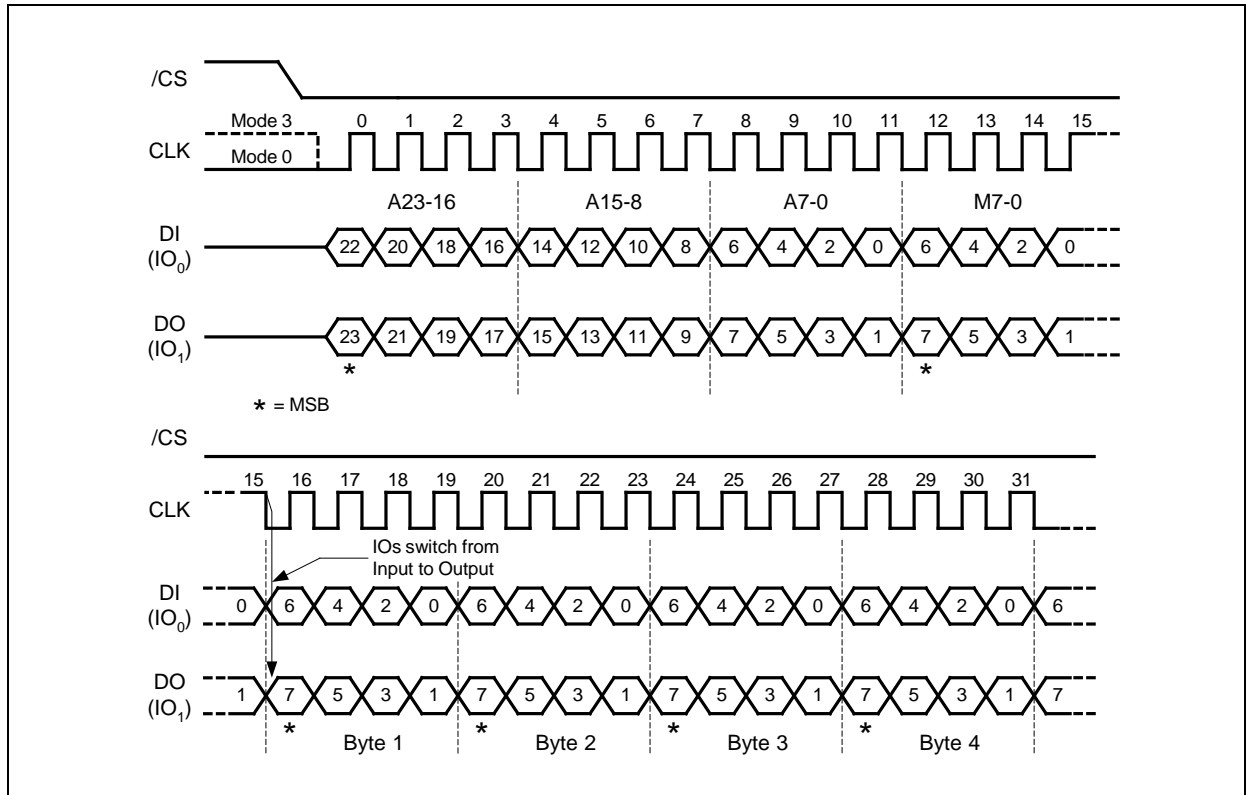 /CS
Mode 3
0 1 2 3 4 5 6 7 8 9 10 11 12 13 14 15
CLK
Mode 0
A23-16 A15-8 A7-0 M7-0
DI
(IO0)
22 20 18 16 14 12 10 8 6 4 2 0 6 4 2 0
DO
(IO1)
23 21 19 17 15 13 11 9 7 5 3 1 7 5 3 1
* *
* = MSB
/CS
15 16 17 18 19 20 21 22 23 24 25 26 27 28 29 30 31
CLK
IOs switch from
Input to Output
DI
(IO0)
0 6 4 2 0 6 4 2 0 6 4 2 0 6 4 2 0 6
DO
(IO1)
1 7 5 3 1 7 5 3 1 7 5 3 1 7 5 3 1 7
* * * *
Byte 1 Byte 2 Byte 3 Byte 4